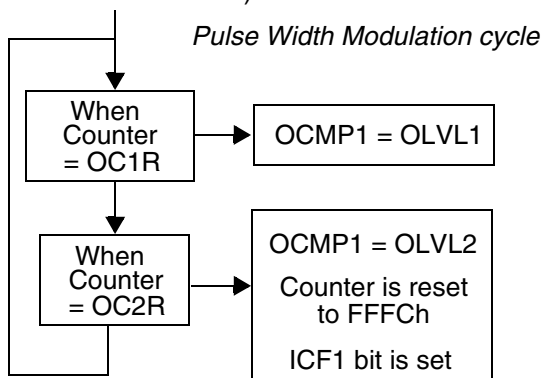 Pulse Width Modulation cycle
When
Counter
= OC1R
OCMP1 = OLVL1
When
Counter
= OC2R
OCMP1 = OLVL2
Counter is reset
to FFFCh
ICF1 bit is set